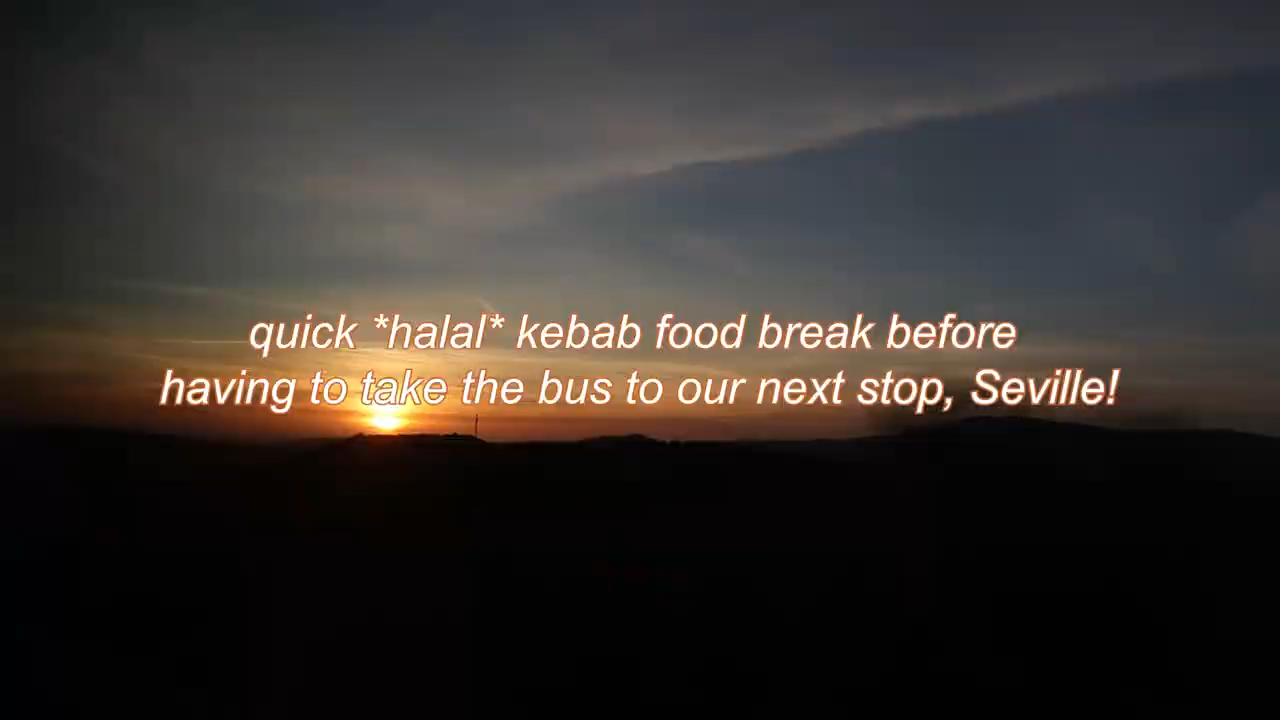 quick *halal* kebab food break before
having to take the bus to our next stop, Seville!